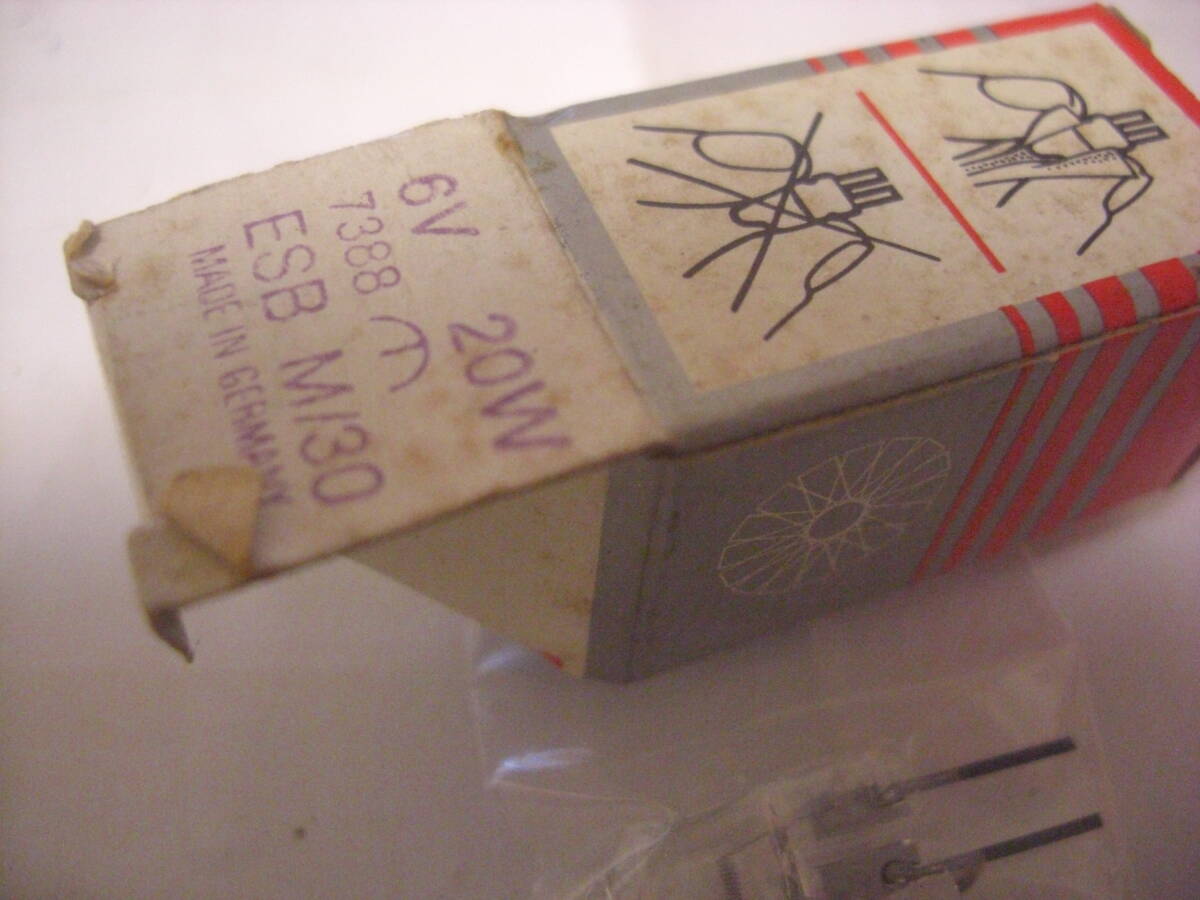 6V 20W
7388
ESB M/30
MADE IN GERMANY